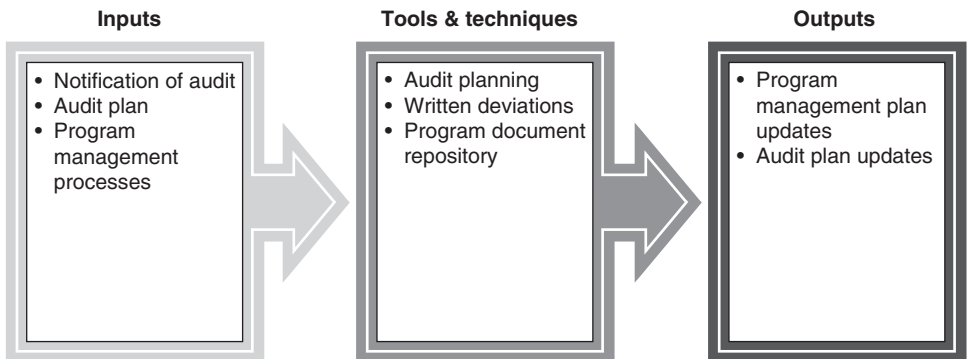 Inputs
• Notification of audit
• Audit plan
• Program
management
processes
Tools & techniques
• Audit planning
• Written deviations
• Program document
repository
Outputs
• Program
management plan
updates
• Audit plan updates